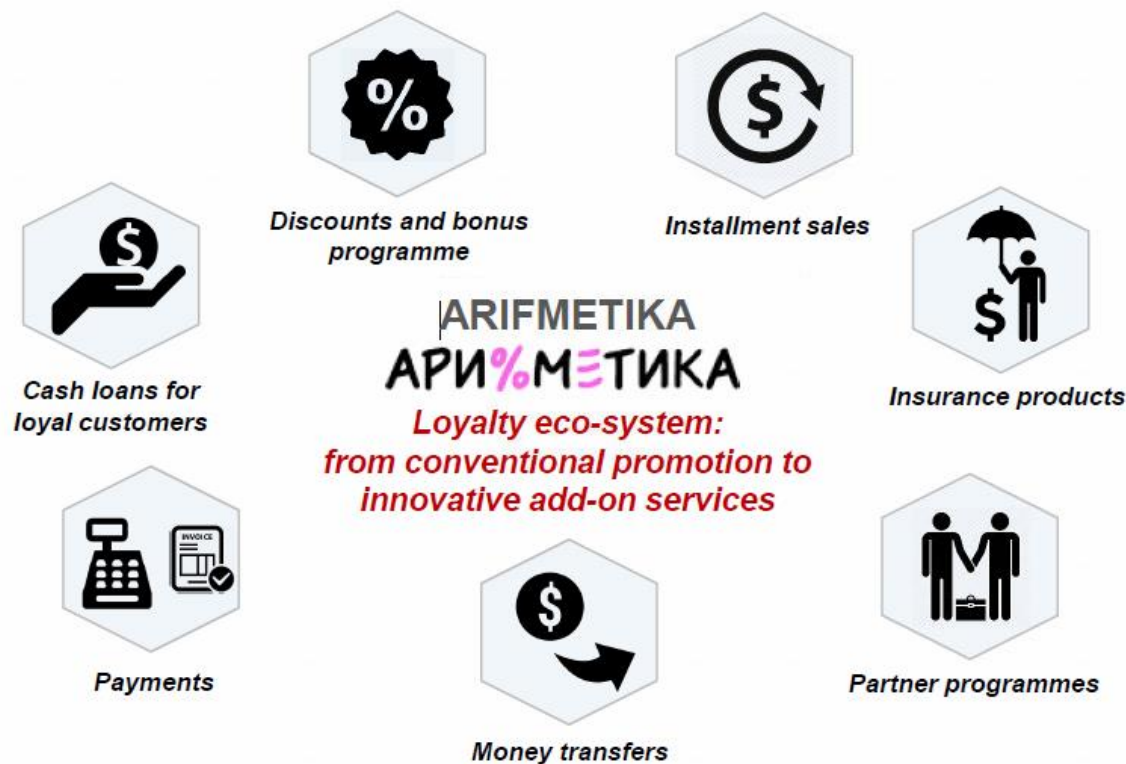 %
$
Discounts and bonus
programme
Installment sales
$
$
Cash loans for
loyal customers
Insurance products
ARIFMETIKA
АРИ%МЕТИКА
Loyalty eco-system:
from conventional promotion to
innovative add-on services
INVOICE
Payments
$
Money transfers
Partner programmes